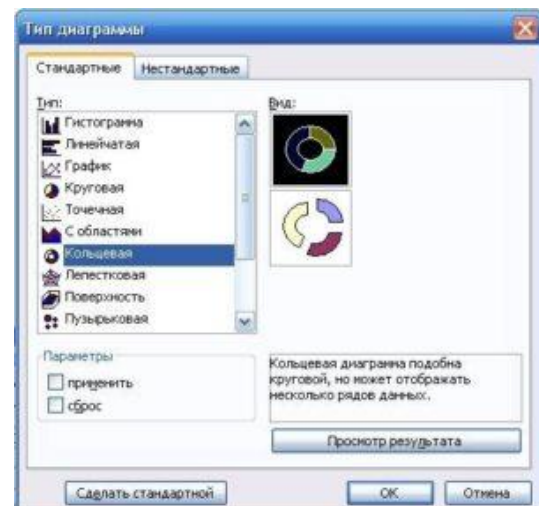 Тип диаграммы
Стандартные Нестандартные
Тип:
Гистограмма
Линейчатая
График
Круговая
Точечная
С областями
Кольцевая
Лепестковая
Поверхность
Пузырьковая
Вид:
Параметры
применить
сброс
Кольцевая диаграмма подобна
круговой, но может отображать
несколько рядов данных.
Просмотр результата
Сделать стандартной
ОК
Отмена